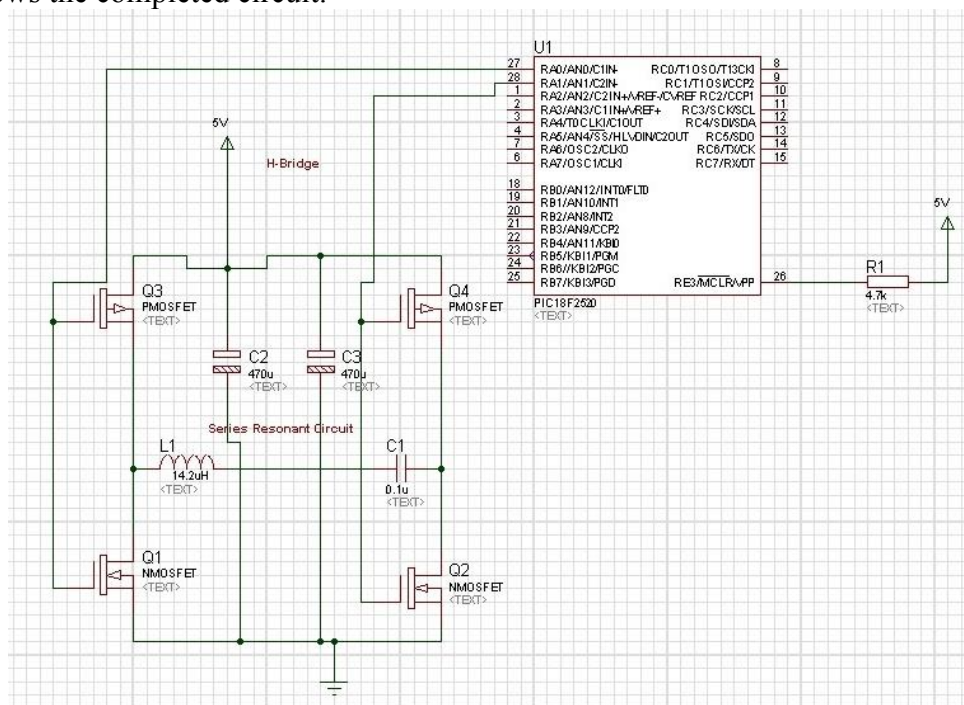 ows the completed circuit.
U1
27 RA0/AN0/C1IN- RC0/T1OSO/T13CKI 8
28 RA1/AN1/C2IN- RC1/T1OSI/CCP2 9
1 RA2/AN2/C2IN+/VREF-/CVREF RC2/CCP1 10
2 RA3/AN3/C1IN+/VREF+ RC3/SCK/SCL 11
3 RA4/T0CLKI/C1OUT RC4/SDI/SDA 12
4 RA5/AN4/SS/HLVDIN/C2OUT RC5/SDO 13
7 RA6/OSC2/CLKO RC6/TX/CK 14
6 RA7/OSC1/CLKI RC7/RX/DT 15
18 RB0/AN12/INT0/FLT0
19 RB1/AN10/INT1
20 RB2/AN8/INT2
21 RB3/AN9/CCP2
22 RB4/AN11/KBI0
23 RB5/KBI1/PGM
24 RB6/KBI2/PGC
25 RB7/KBI3/PGD RE3/MCLR/VPP 26
PIC18F2520
<TEXT>
5V
H-Bridge
5V
R1
4.7k
<TEXT>
Q3
PMOSFET
<TEXT>
Q4
PMOSFET
<TEXT>
C2
470u
<TEXT>
C3
470u
<TEXT>
Series Resonant Circuit
L1
14.2uH
<TEXT>
C1
0.1u
<TEXT>
Q1
NMOSFET
<TEXT>
Q2
NMOSFET
<TEXT>